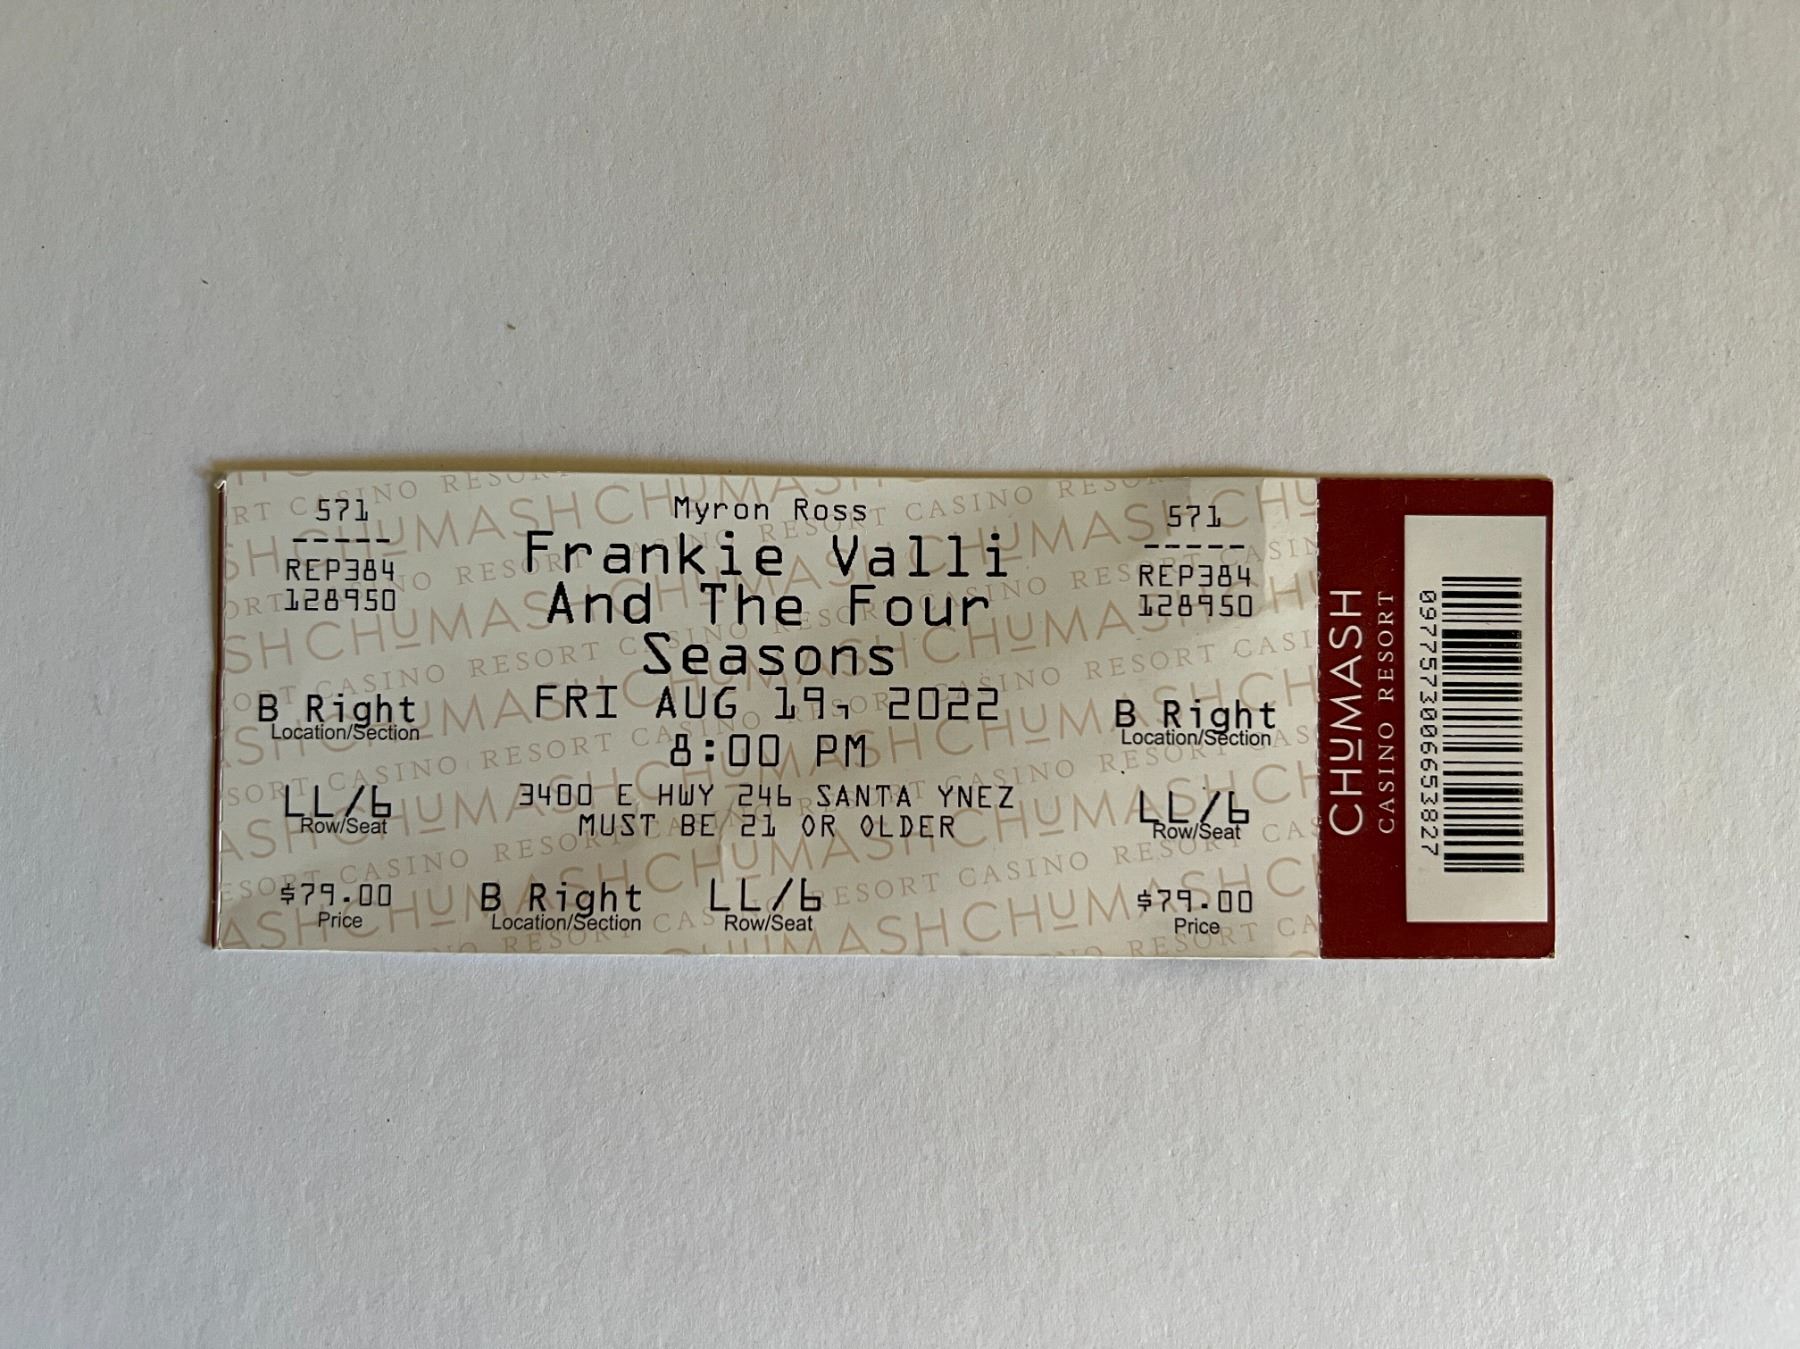 571
-----
REP384
128950
B Right
Location/Section
LL/6
Row/Seat
$79.00
Price
Myron Ross
Frankie Valli
And The Four
Seasons
FRI AUG 19, 2022
8:00 PM
3400 E HWY 246 SANTA YNEZ
MUST BE 21 OR OLDER
B Right
Location/Section
LL/6
Row/Seat
571
-----
REP384
128950
B Right
Location/Section
LL/6
Row/Seat
$79.00
Price
CHUMASH
CASINO RESORT
0977573006653827